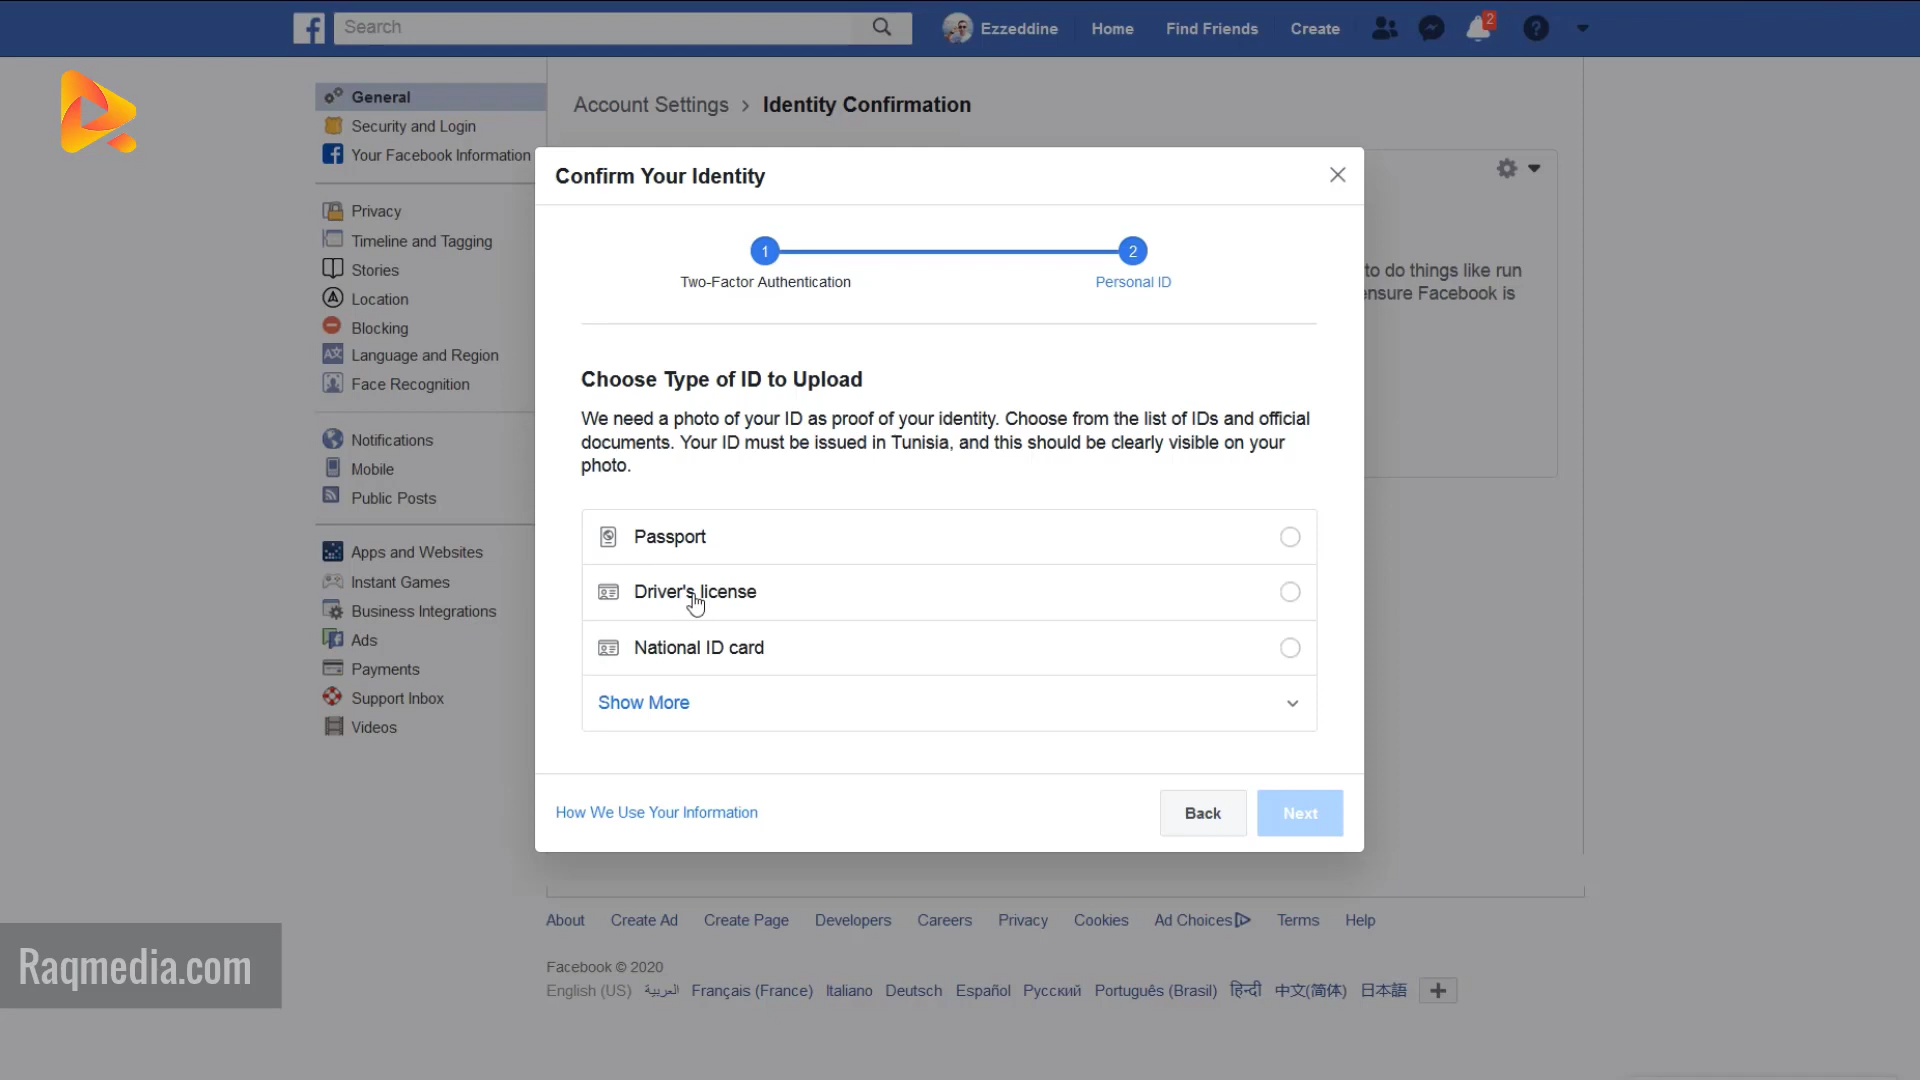 Search
Ezzeddine
Home
Find Friends
Create
2
General
Security and Login
Your Facebook Information
Privacy
Timeline and Tagging
Stories
Location
Blocking
Language and Region
Face Recognition
Notifications
Mobile
Public Posts
Apps and Websites
Instant Games
Business Integrations
Ads
Payments
Support Inbox
Videos
Account Settings › Identity Confirmation
to do things like run
ensure Facebook is
Confirm Your Identity
1
2
Two-Factor Authentication
Personal ID
Choose Type of ID to Upload
We need a photo of your ID as proof of your identity. Choose from the list of IDs and official
documents. Your ID must be issued in Tunisia, and this should be clearly visible on your
photo.
Passport
Driver's license
National ID card
Show More
How We Use Your Information
Back
Next
About
Create Ad
Create Page
Developers
Careers
Privacy
Cookies
Ad Choices
Terms
Help
Facebook © 2020
English (US) العربية Français (France) Italiano Deutsch Español Русский Português (Brasil) हिन्दी 中文(简体) 日本語
Raqmedia.com